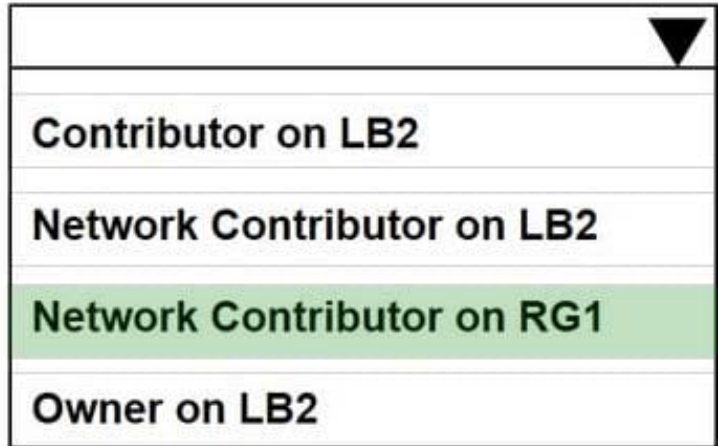 Contributor on LB2
Network Contributor on LB2
Network Contributor on RG1
Owner on LB2